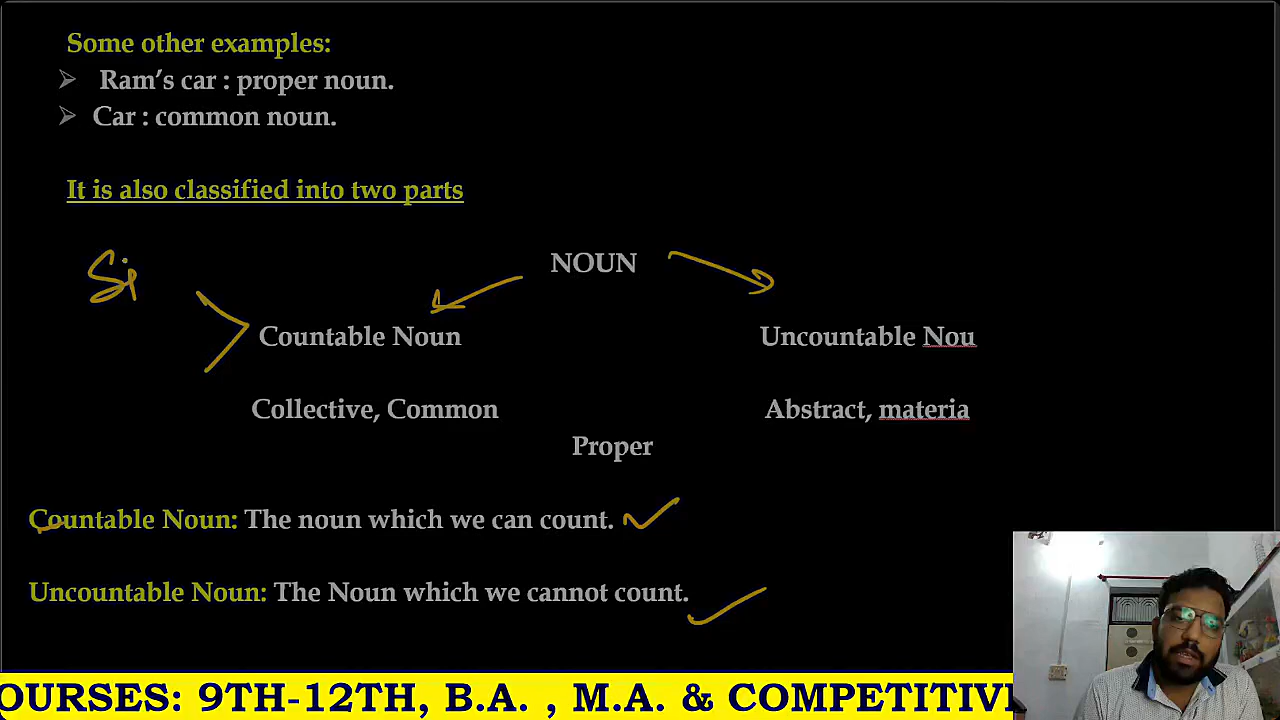 Some other examples:
➢ Ram's car : proper noun.
➢ Car : common noun.
It is also classified into two parts
NOUN
Si
Countable Noun
Uncountable Nou
Collective, Common
Abstract, materia
Proper
Countable Noun: The noun which we can count.
Uncountable Noun: The Noun which we cannot count.
OURSES: 9TH-12TH, B.A. , M.A. & COMPETITIVE